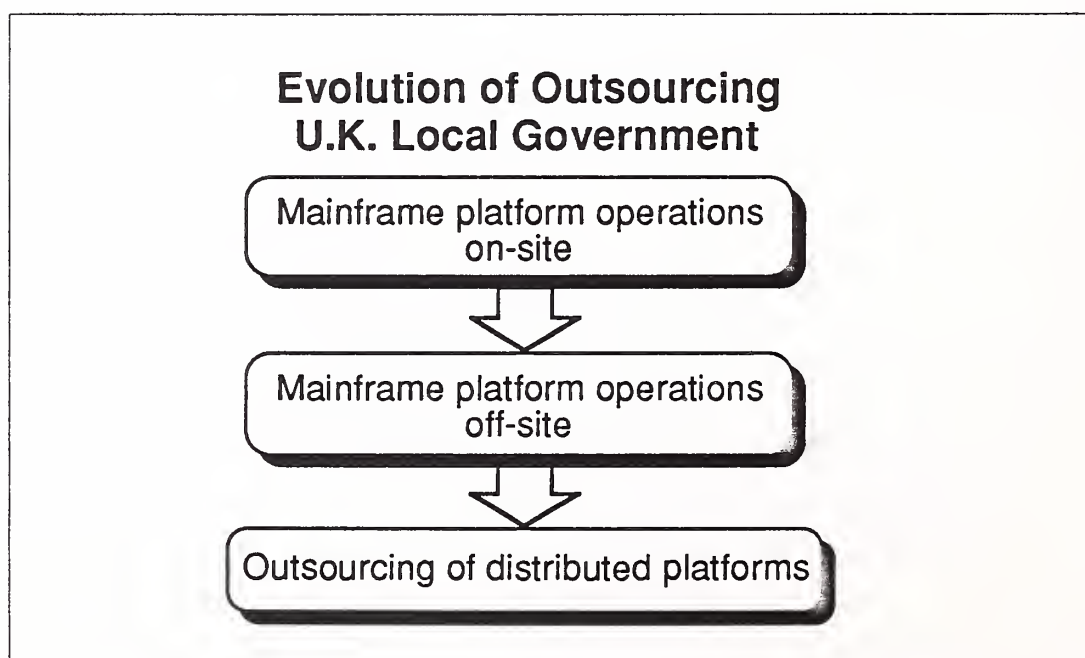 Evolution of Outsourcing
U.K. Local Government
Mainframe platform operations
on-site
Mainframe platform operations
off-site
Outsourcing of distributed platforms